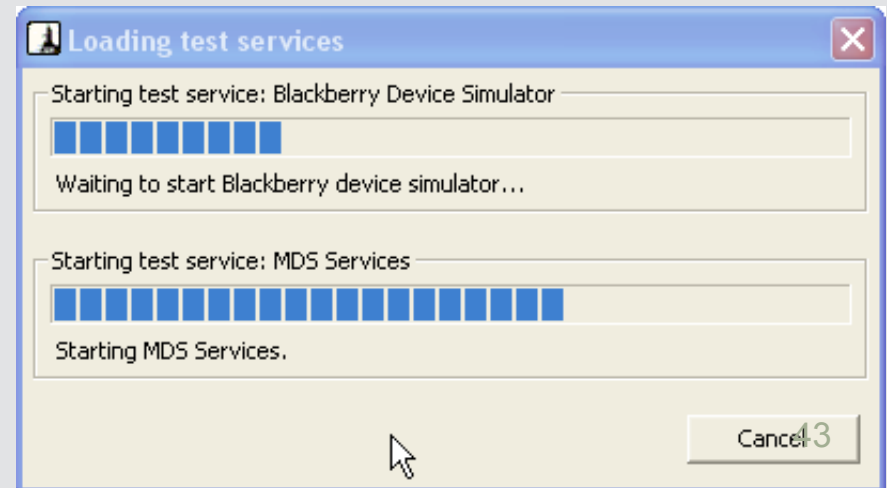 Loading test services
Starting test service: Blackberry Device Simulator
Waiting to start Blackberry device simulator...
Starting test service: MDS Services
Starting MDS Services.
Cancel
43